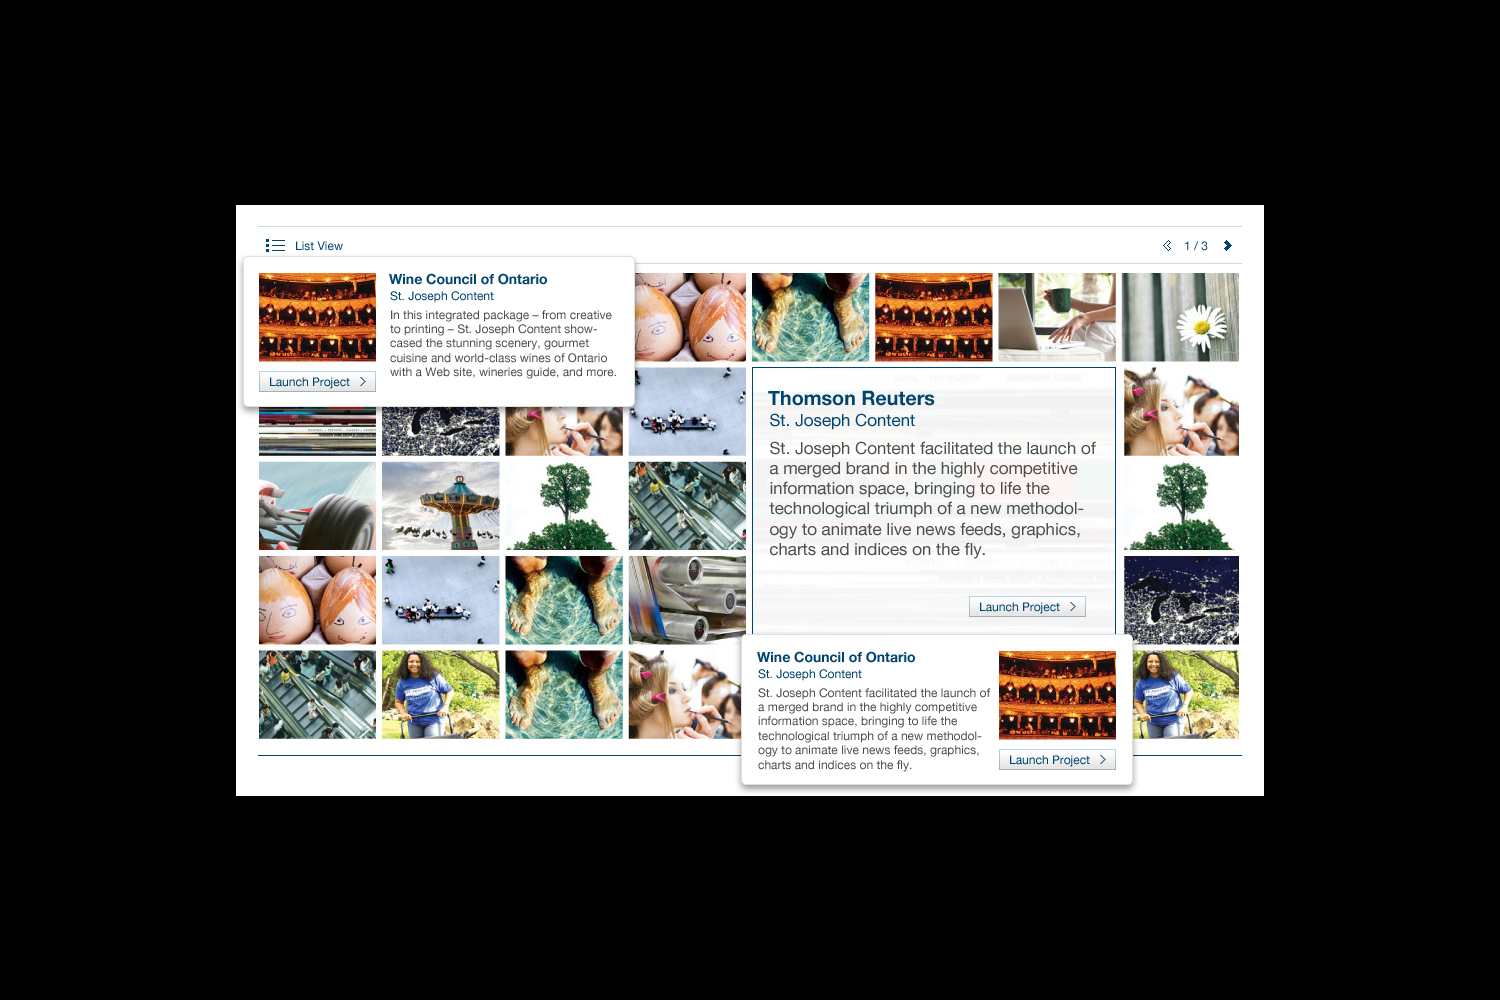 List View
1 / 3
Wine Council of Ontario
St. Joseph Content
In this integrated package – from creative
to printing – St. Joseph Content show-
cased the stunning scenery, gourmet
cuisine and world-class wines of Ontario
with a Web site, wineries guide, and more.
Launch Project
Thomson Reuters
St. Joseph Content
St. Joseph Content facilitated the launch of
a merged brand in the highly competitive
information space, bringing to life the
technological triumph of a new methodol-
ogy to animate live news feeds, graphics,
charts and indices on the fly.
Launch Project
Wine Council of Ontario
St. Joseph Content
St. Joseph Content facilitated the launch of
a merged brand in the highly competitive
information space, bringing to life the
technological triumph of a new methodol-
ogy to animate live news feeds, graphics,
charts and indices on the fly.
Launch Project